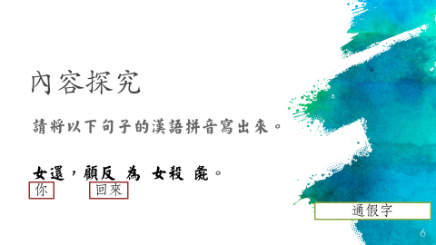 內容探究
請將以下句子的漢語拼音寫出來。
女還，顧反 為 女殺 彘。
你 回來
通假字
6